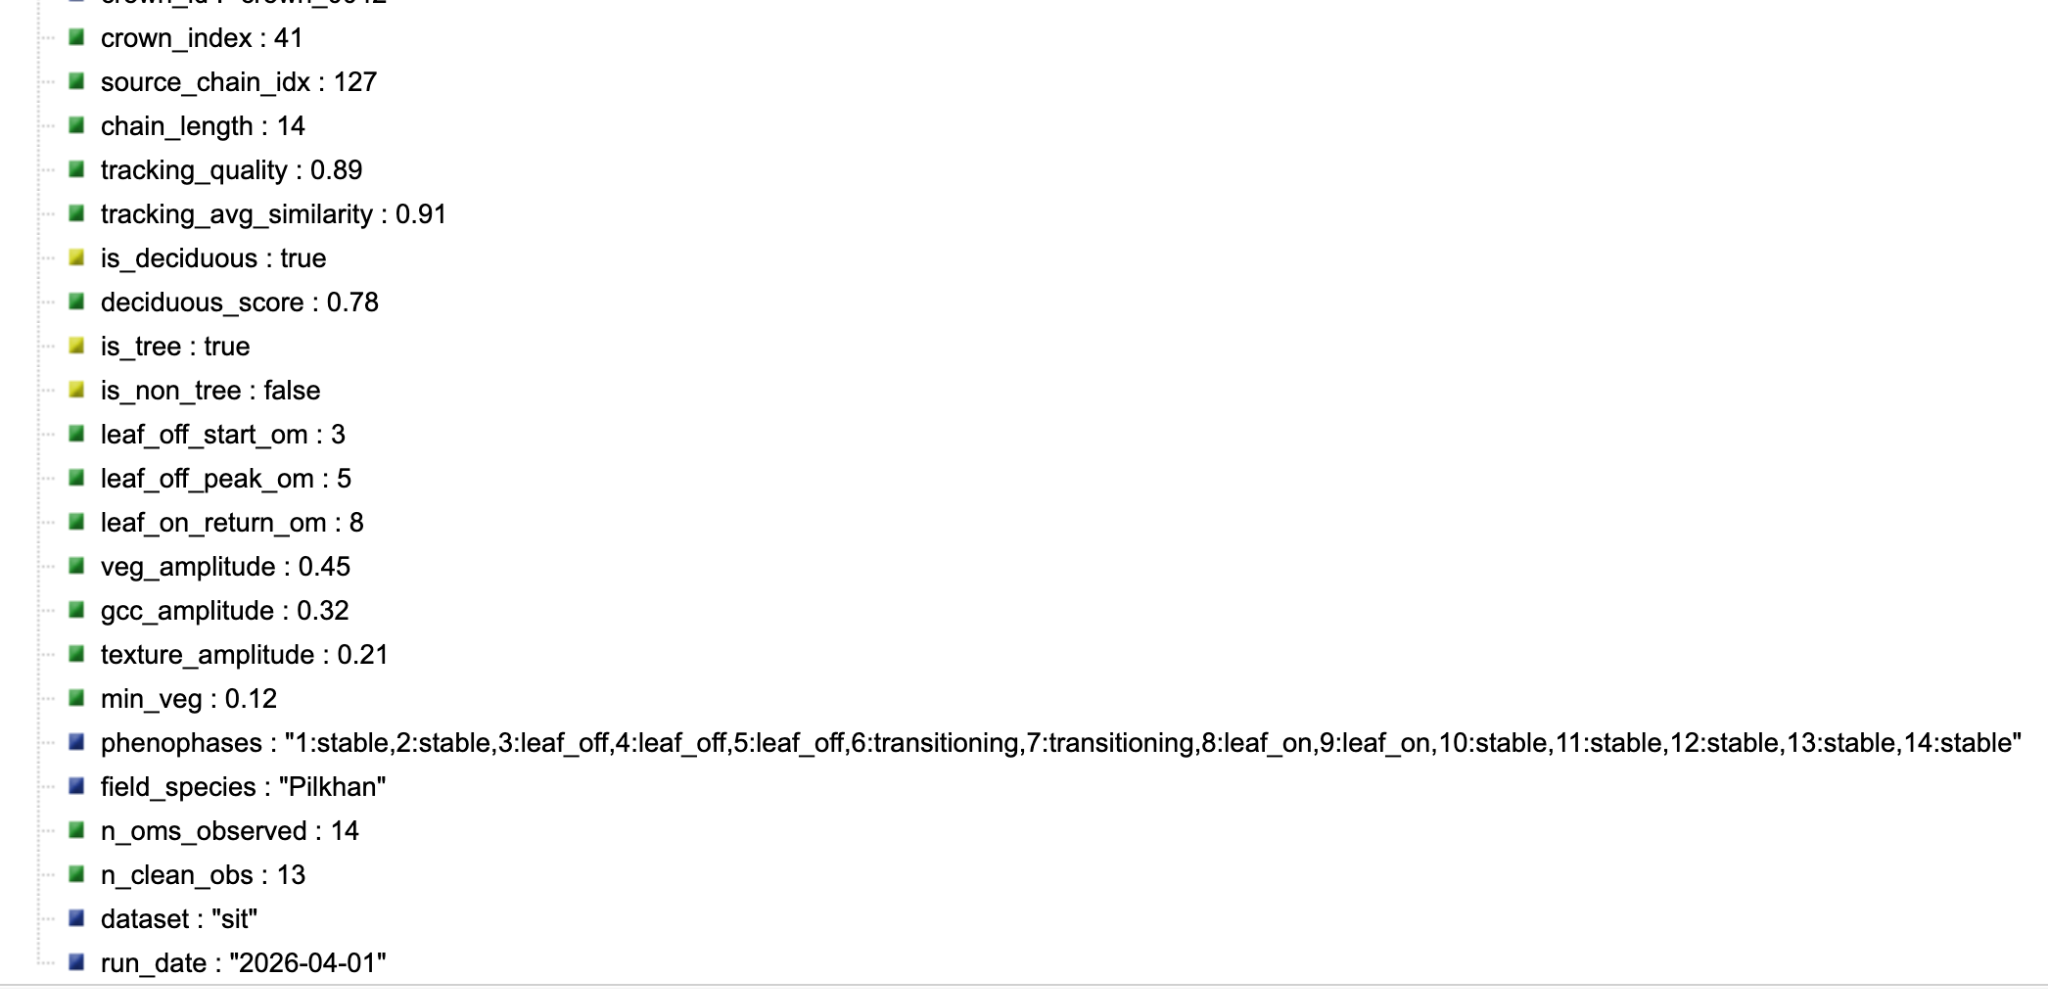 crown_index : 41
source_chain_idx : 127
chain_length : 14
tracking_quality : 0.89
tracking_avg_similarity : 0.91
is_deciduous : true
deciduous_score : 0.78
is_tree : true
is_non_tree : false
leaf_off_start_om : 3
leaf_off_peak_om : 5
leaf_on_return_om : 8
veg_amplitude : 0.45
gcc_amplitude : 0.32
texture_amplitude : 0.21
min_veg : 0.12
phenophases : "1:stable,2:stable,3:leaf_off,4:leaf_off,5:leaf_off,6:transitioning,7:transitioning,8:leaf_on,9:leaf_on,10:stable,11:stable,12:stable,13:stable,14:stable"
field_species : "Pilkhan"
n_oms_observed : 14
n_clean_obs : 13
dataset : "sit"
run_date : "2026-04-01"